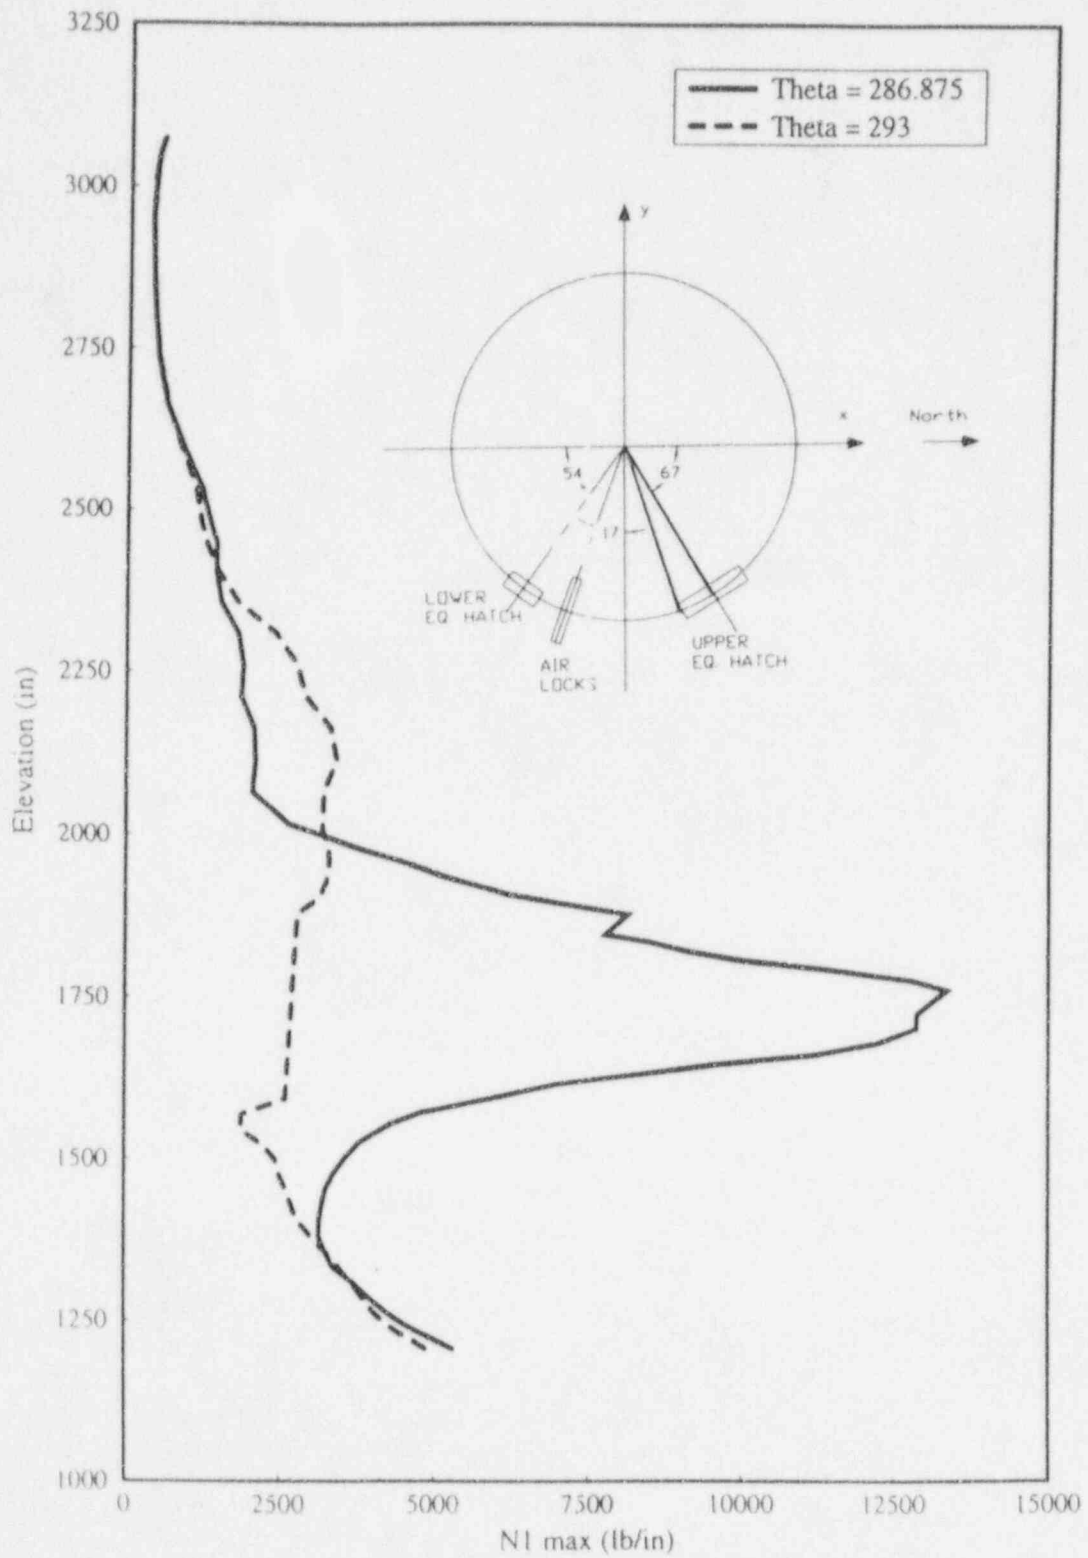 3250
3000
2750
2500
2250
2000
1750
1500
1250
1000
Elevation (in)
Theta = 286.875
Theta = 293
y
x
North
54
67
17
LOWER
EQ. HATCH
AIR
LOCKS
UPPER
EQ. HATCH
0 2500 5000 7500 10000 12500 15000
N1 max (lb/in)